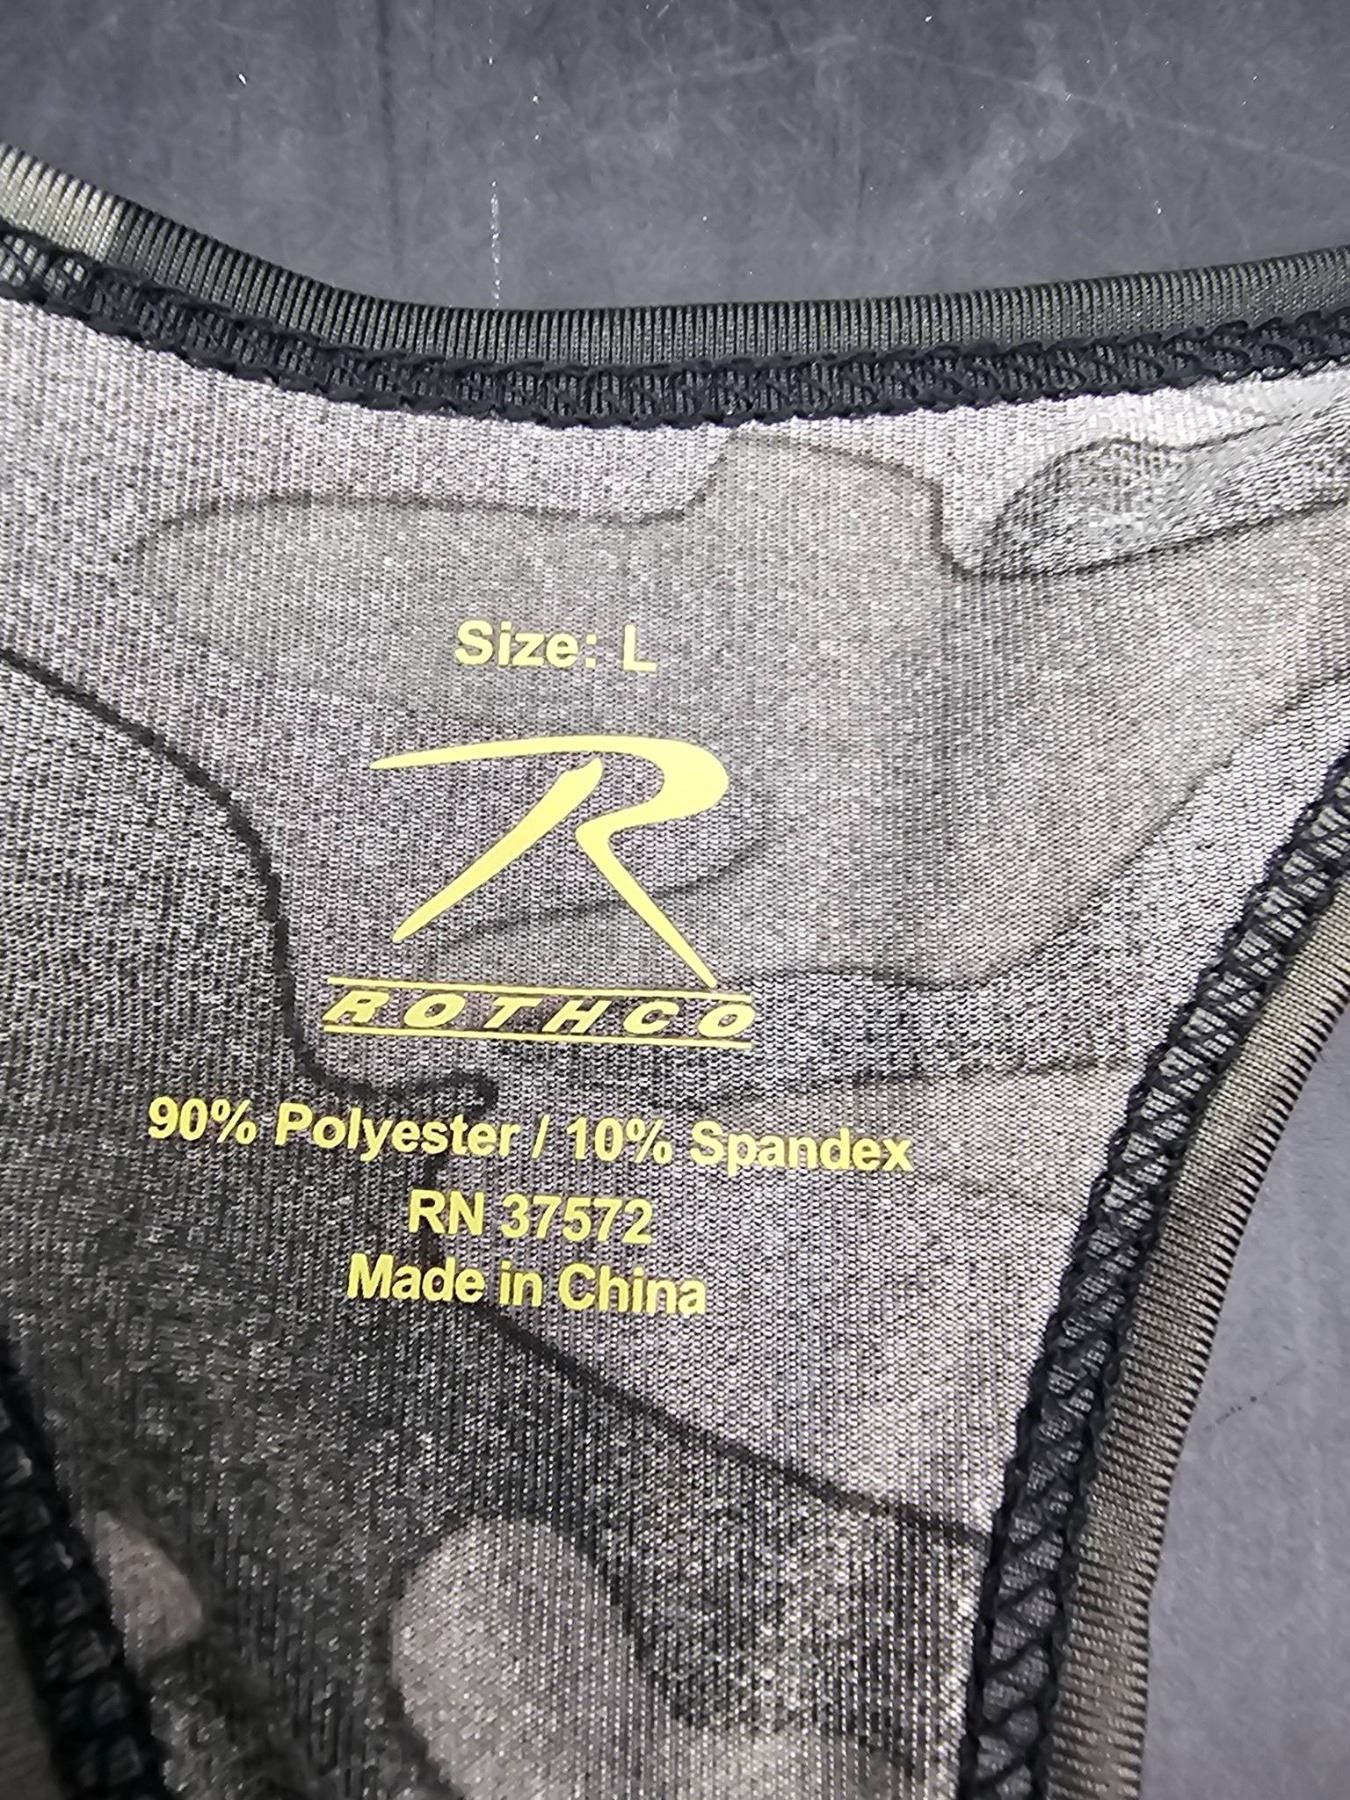 Size: L
R
ROTHCO
90% Polyester / 10% Spandex
RN 37572
Made in China